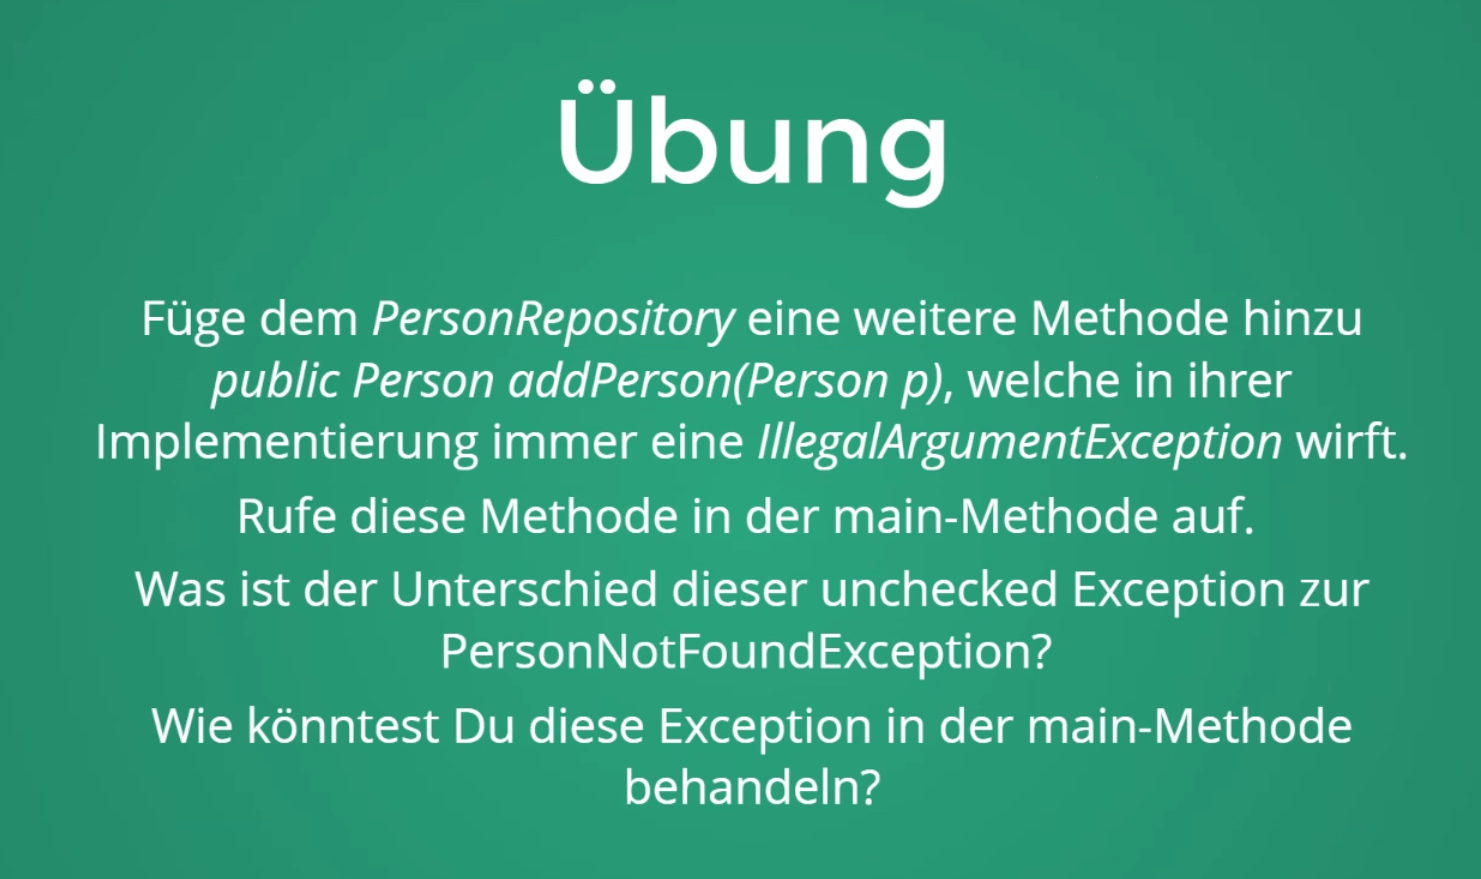 Übung
Füge dem PersonRepository eine weitere Methode hinzu
public Person addPerson(Person p), welche in ihrer
Implementierung immer eine IllegalArgumentException wirft.
Rufe diese Methode in der main-Methode auf.
Was ist der Unterschied dieser unchecked Exception zur
PersonNotFoundException?
Wie könntest Du diese Exception in der main-Methode
behandeln?